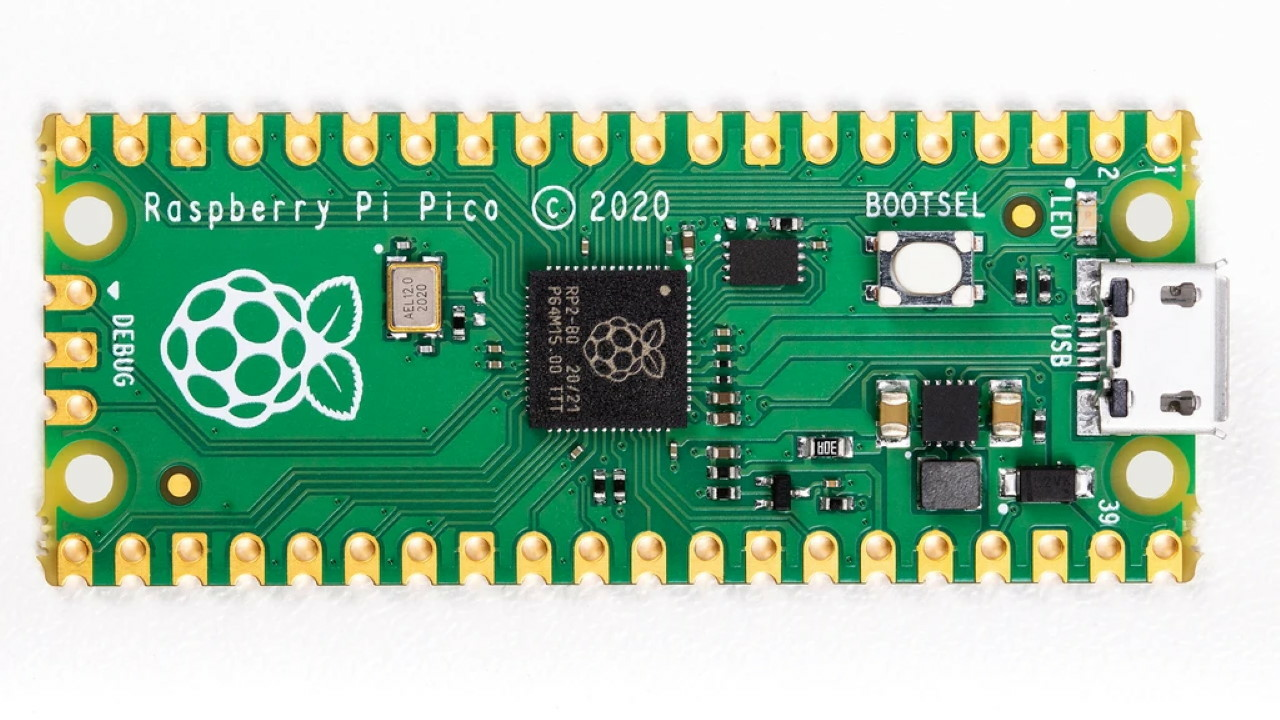 1
2
Raspberry Pi Pico © 2020
BOOTSEL
LED
AEL12.0
2020
DEBUG
RP2-B0 20/21
P64M15.00 TTT
USB
30R
39